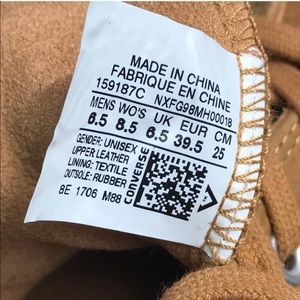 MADE IN CHINA
FABRIQUE EN CHINE
159187C NXFG98MH00018
MENS WO'S UK EUR CM
6.5 8.5 6.5 39.5 25
GENDER: UNISEX
UPPER: LEATHER
LINING: TEXTILE
OUTSOLE: RUBBER
8E 1706 M88
CONVERSE